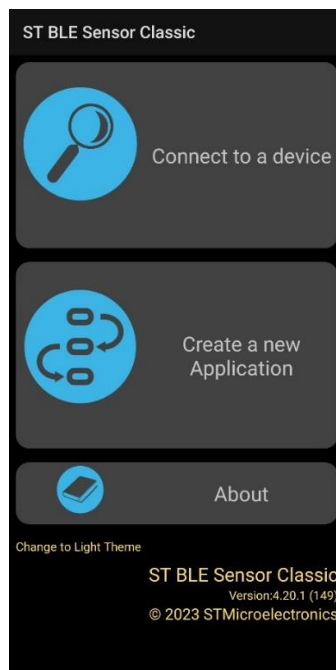 ST BLE Sensor Classic
Connect to a device
Create a new
Application
About
Change to Light Theme
ST BLE Sensor Classic
Version:4.20.1 (149)
© 2023 STMicroelectronics